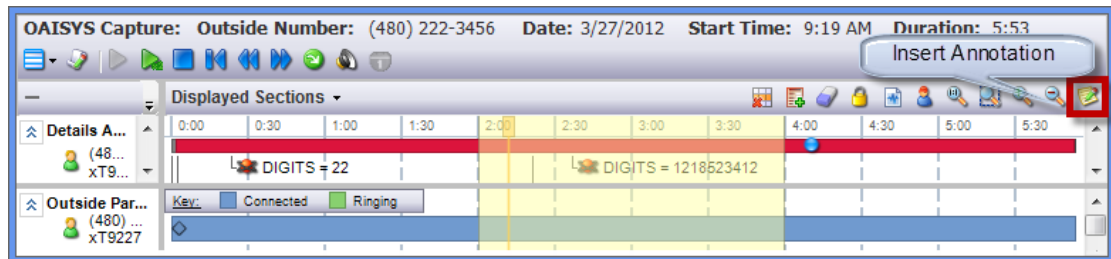 OAISYS Capture: Outside Number: (480) 222-3456 Date: 3/27/2012 Start Time: 9:19 AM Duration: 5:53
Insert Annotation
Displayed Sections
0:00 0:30 1:00 1:30 2:00 2:30 3:00 3:30 4:00 4:30 5:00 5:30
Details A...
(48...
xT9...
DIGITS = 22 DIGITS = 1218523412
Outside Par...
(480) ...
xT9227
Key: Connected Ringing